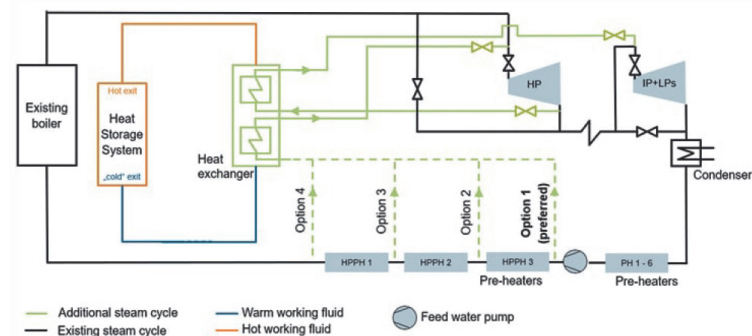 Existing
boiler
Hot exit
Heat
Storage
System
„cold“ exit
Heat
exchanger
HP
IP+LPs
Condenser
Option 4
Option 3
Option 2
Option 1
(preferred)
HPPH 1
HPPH 2
HPPH 3
PH 1 - 6
Pre-heaters
Pre-heaters
Additional steam cycle
Warm working fluid
Feed water pump
Existing steam cycle
Hot working fluid